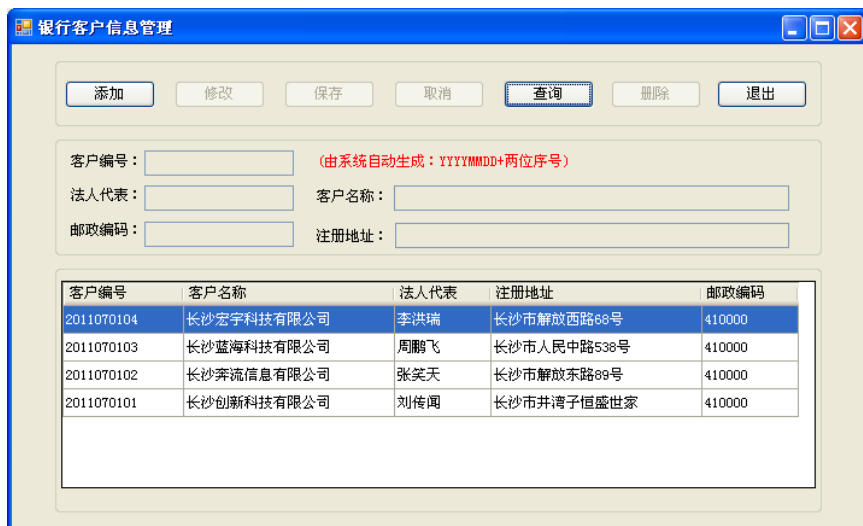 银行客户信息管理
添加 修改 保存 取消 查询 删除 退出
客户编号： (由系统自动生成：YYYYMMDD+两位序号)
法人代表： 客户名称：
邮政编码： 注册地址：
客户编号 客户名称 法人代表 注册地址 邮政编码
2011070104 长沙宏宇科技有限公司 李洪瑞 长沙市解放西路68号 410000
2011070103 长沙蓝海科技有限公司 周鹏飞 长沙市人民中路538号 410000
2011070102 长沙奔流信息有限公司 张笑天 长沙市解放东路89号 410000
2011070101 长沙创新科技有限公司 刘传闻 长沙市井湾子恒盛世家 410000